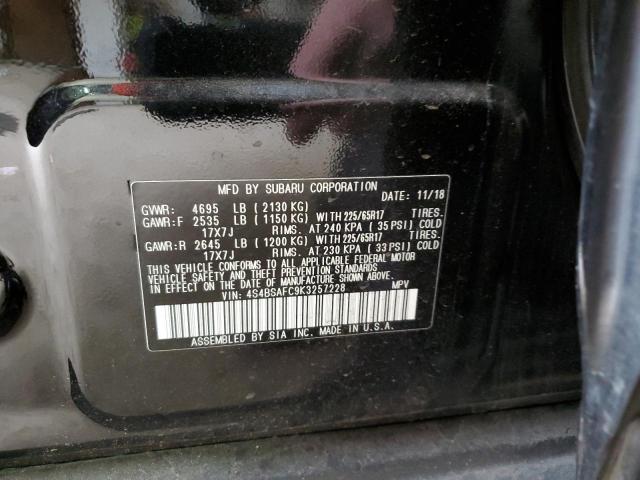 MFD BY SUBARU CORPORATION
DATE: 11/18
GVWR: 4695 LB (2130 KG)
GAWR:F 2535 LB (1150 KG) WITH 225/65R17 TIRES.
17X7J RIMS. AT 240 KPA (35 PSI) COLD
GAWR:R 2645 LB (1200 KG) WITH 225/65R17 TIRES.
17X7J RIMS. AT 230 KPA (33 PSI) COLD
THIS VEHICLE CONFORMS TO ALL APPLICABLE FEDERAL MOTOR
VEHICLE SAFETY AND THEFT PREVENTION STANDARDS
IN EFFECT ON THE DATE OF MANUFACTURE SHOWN ABOVE.
VIN: 4S4BSAFC9K3257228 MPV
ASSEMBLED BY SIA INC. MADE IN U.S.A.